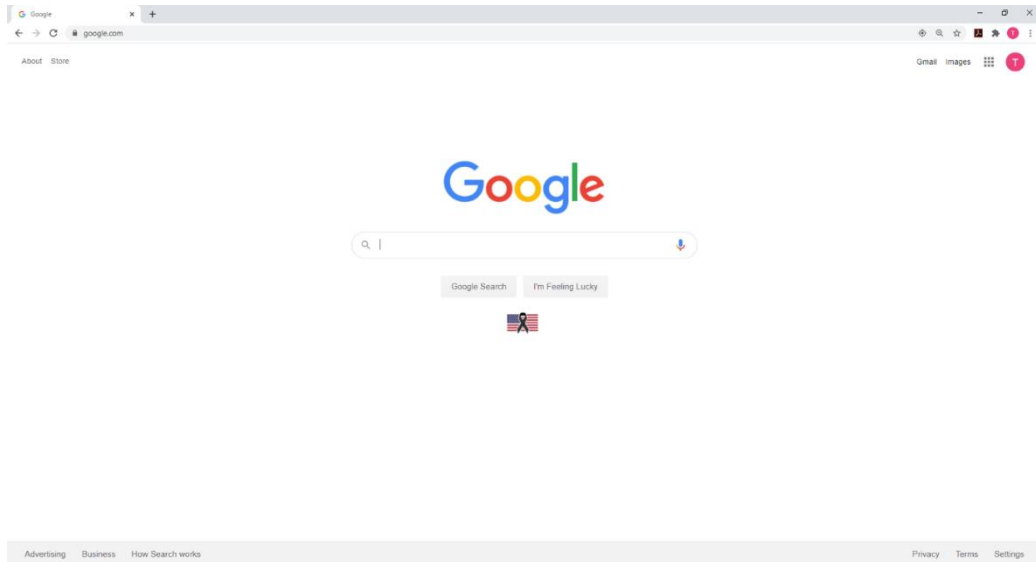 Google
google.com
T
About Store
Gmail Images
T
Google
Google Search I'm Feeling Lucky
Advertising Business How Search works
Privacy Terms Settings